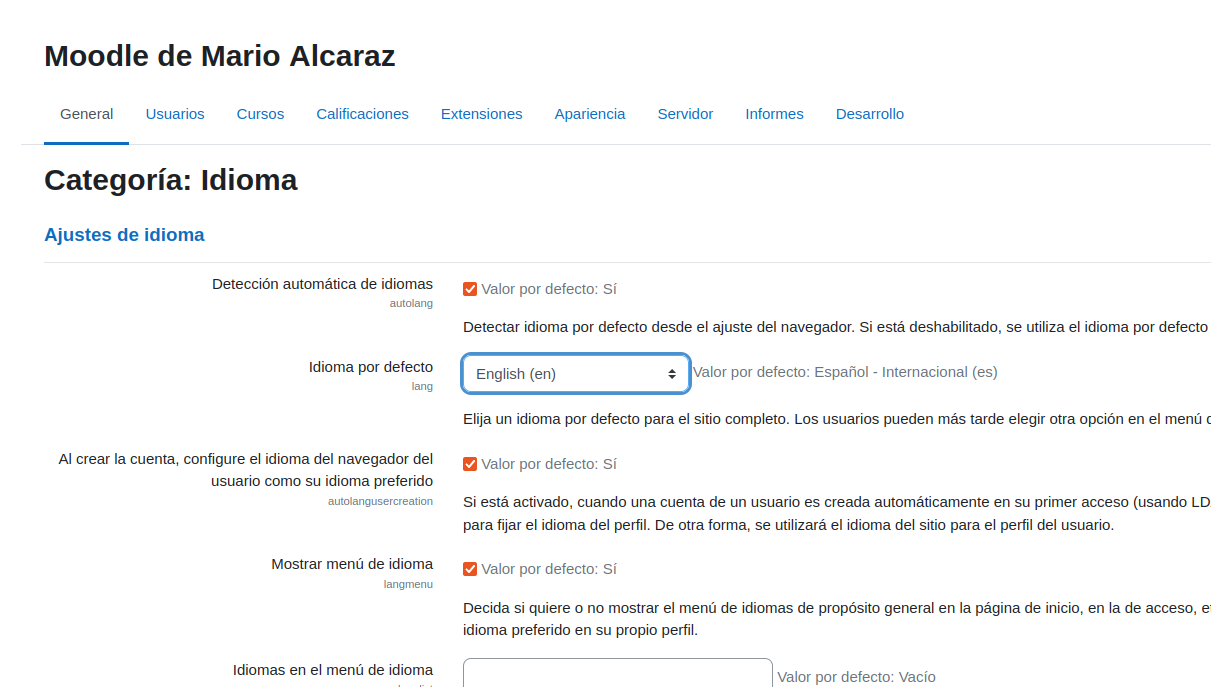 Moodle de Mario Alcaraz
General Usuarios Cursos Calificaciones Extensiones Apariencia Servidor Informes Desarrollo
Categoría: Idioma
Ajustes de idioma
Detección automática de idiomas
autolang
Valor por defecto: Sí
Detectar idioma por defecto desde el ajuste del navegador. Si está deshabilitado, se utiliza el idioma por defecto
Idioma por defecto
lang
English (en)
Valor por defecto: Español - Internacional (es)
Elija un idioma por defecto para el sitio completo. Los usuarios pueden más tarde elegir otra opción en el menú
Al crear la cuenta, configure el idioma del navegador del
usuario como su idioma preferido
autolangusercreation
Valor por defecto: Sí
Si está activado, cuando una cuenta de un usuario es creada automáticamente en su primer acceso (usando
para fijar el idioma del perfil. De otra forma, se utilizará el idioma del sitio para el perfil del usuario.
Mostrar menú de idioma
langmenu
Valor por defecto: Sí
Decida si quiere o no mostrar el menú de idiomas de propósito general en la página de inicio, en la de acceso,
idioma preferido en su propio perfil.
Idiomas en el menú de idioma
Valor por defecto: Vacío